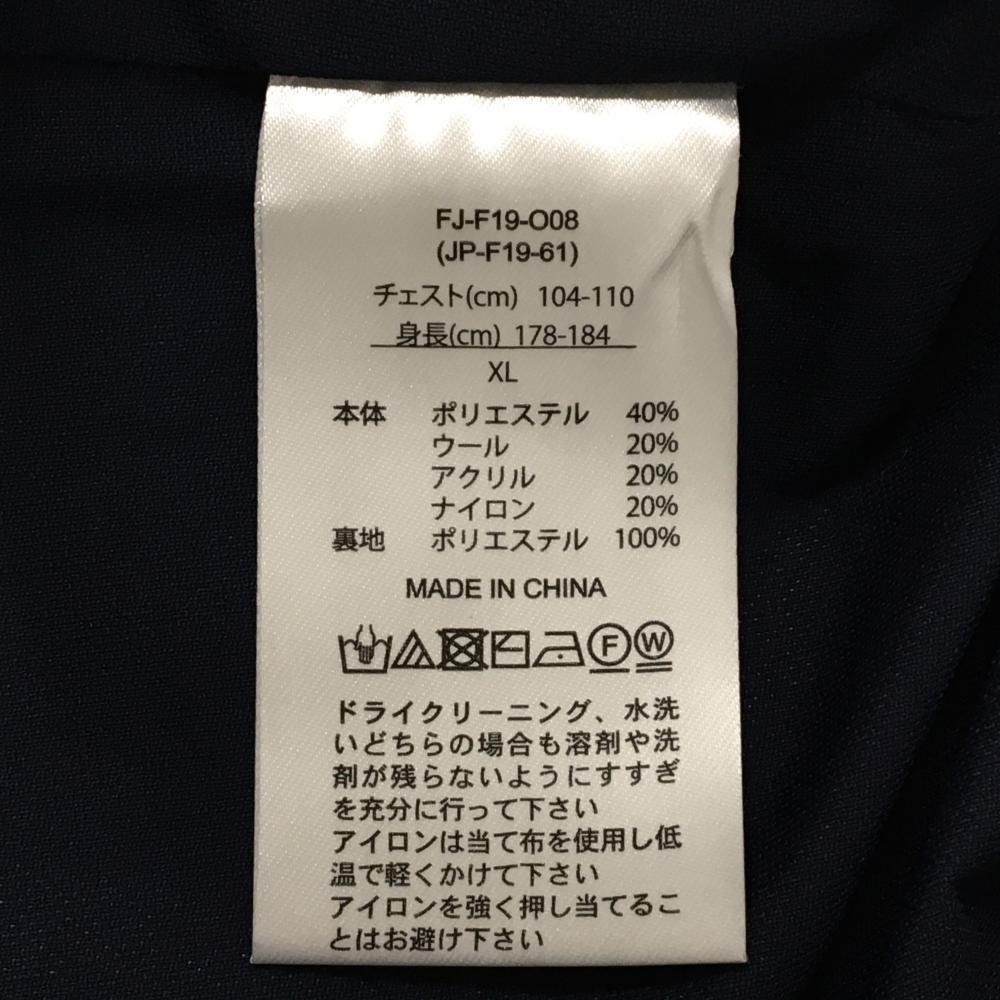 FJ-F19-O08
(JP-F19-61)
チェスト(cm) 104-110
身長(cm) 178-184
XL
本体 ポリエステル 40%
ウール 20%
アクリル 20%
ナイロン 20%
裏地 ポリエステル 100%
MADE IN CHINA
F W
ドライクリーニング、水洗
いどちらの場合も溶剤や洗
剤が残らないようにすすぎ
を充分に行って下さい
アイロンは当て布を使用し低
温で軽くかけて下さい
アイロンを強く押し当てるこ
とはお避け下さい